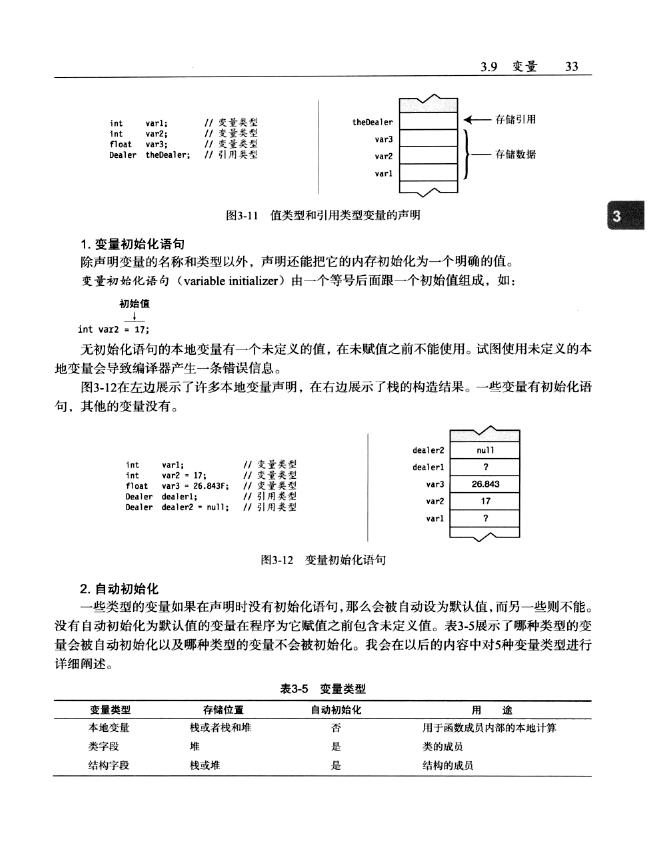 3.9 变量 33
int var1; // 变量类型
int var2; // 变量类型
float var3; // 变量类型
Dealer theDealer; // 引用类型
theDealer
var3
var2
var1
存储引用
存储数据
图3-11 值类型和引用类型变量的声明
3
1. 变量初始化语句
除声明变量的名称和类型以外，声明还能把它的内存初始化为一个明确的值。
变量初始化语句（variable initializer）由一个等号后面跟一个初始值组成，如：
初始值
↓
int var2 = 17;
无初始化语句的本地变量有一个未定义的值，在未赋值之前不能使用。试图使用未定义的本
地变量会导致编译器产生一条错误信息。
图3-12在左边展示了许多本地变量声明，在右边展示了栈的构造结果。一些变量有初始化语
句，其他的变量没有。
int var1; // 变量类型
int var2 = 17; // 变量类型
float var3 = 26.843F; // 变量类型
Dealer dealer1; // 引用类型
Dealer dealer2 = null; // 引用类型
dealer2 null
dealer1 ?
var3 26.843
var2 17
var1 ?
图3-12 变量初始化语句
2. 自动初始化
一些类型的变量如果在声明时没有初始化语句，那么会被自动设为默认值，而另一些则不能。
没有自动初始化为默认值的变量在程序为它赋值之前包含未定义值。表3-5展示了哪种类型的变
量会被自动初始化以及哪种类型的变量不会被初始化。我会在以后的内容中对5种变量类型进行
详细阐述。
表3-5 变量类型
变量类型 存储位置 自动初始化 用途
本地变量 栈或者栈和堆 否 用于函数成员内部的本地计算
类字段 堆 是 类的成员
结构字段 栈或堆 是 结构的成员